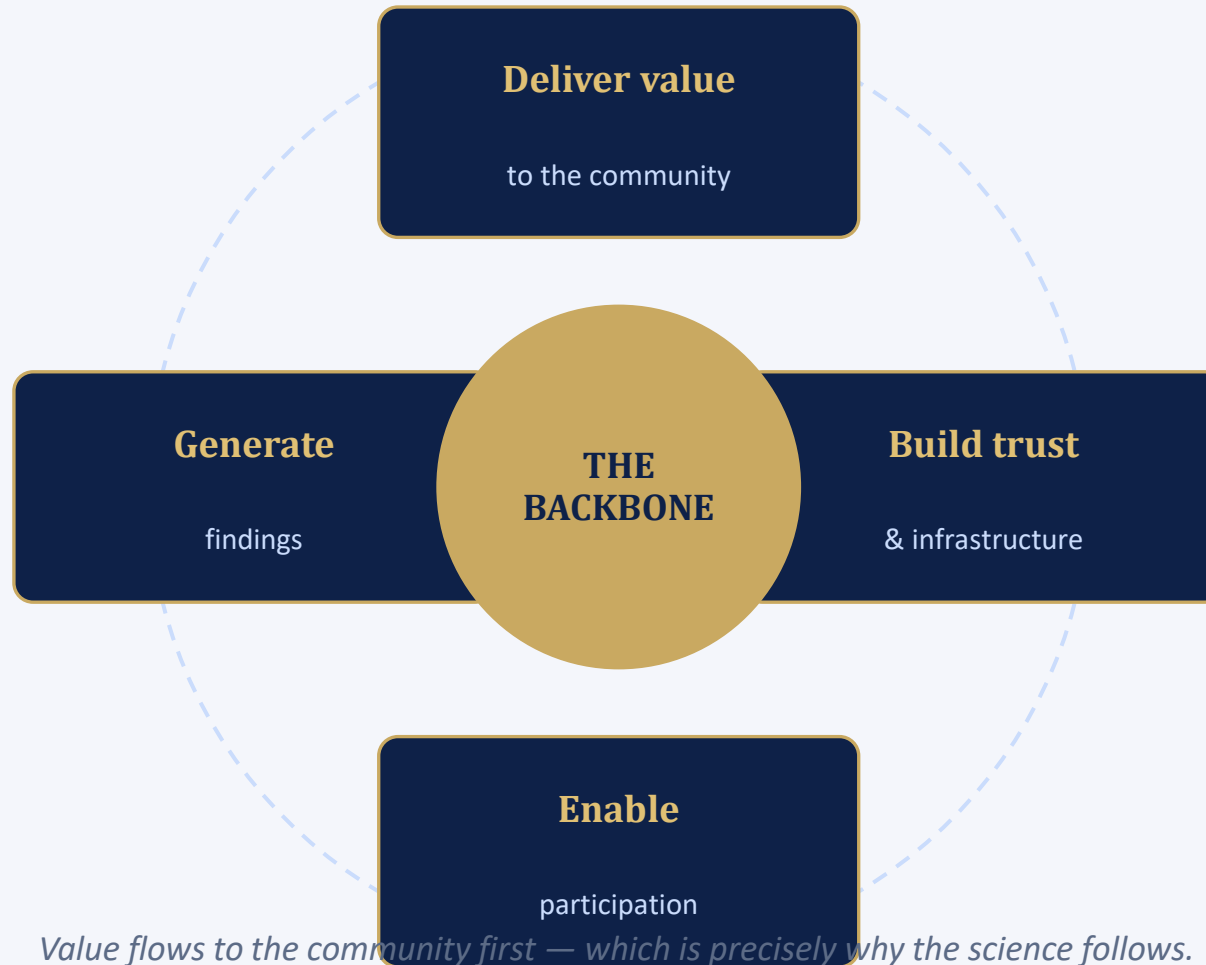 Deliver value
to the community
Generate
findings
THE
BACKBONE
Build trust
& infrastructure
Enable
participation
Value flows to the community first — which is precisely why the science follows.